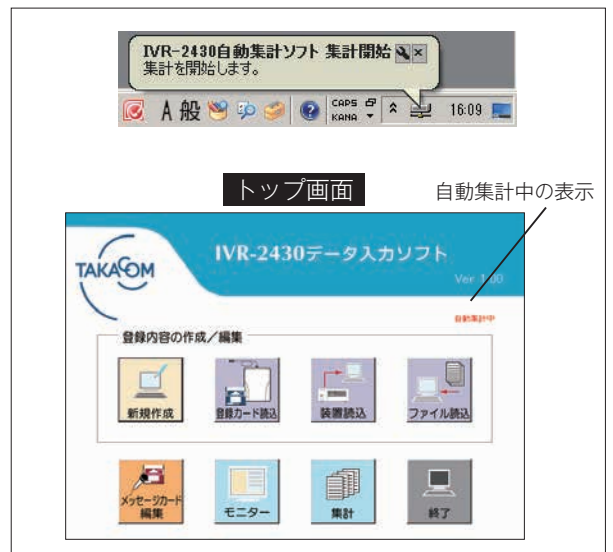 IVR-2430自動集計ソフト 集計開始
集計を開始します。
A 般 CAPS KANA 16:09
トップ画面
自動集計中の表示
TAKACOM
IVR-2430データ入力ソフト
Ver 1.00
自動集計中
登録内容の作成/編集
新規作成 登録カード読込 装置読込 ファイル読込
メッセージカード編集 モニター 集計 終了